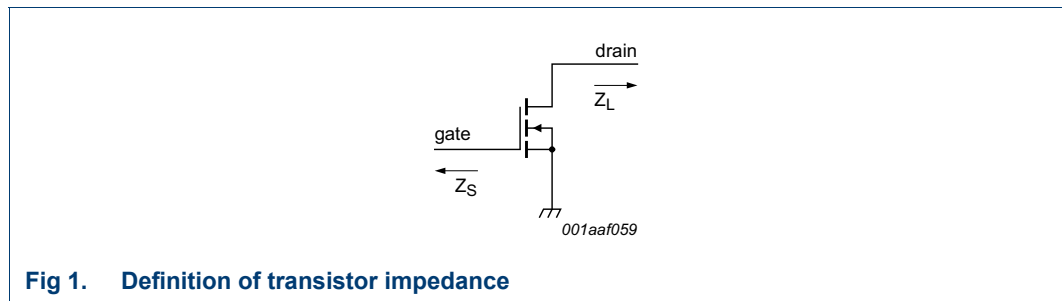 drain
Z_L
gate
Z_S
001aaf059
Fig 1. Definition of transistor impedance